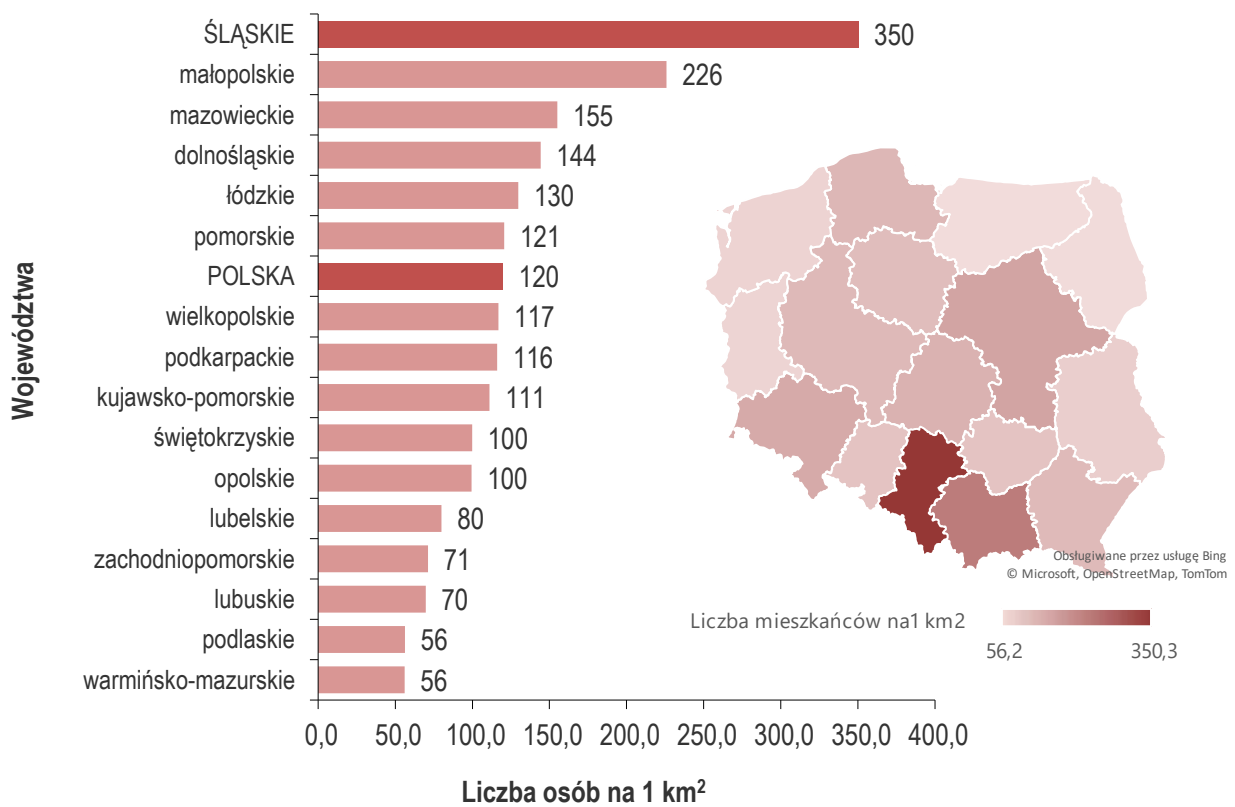 Województwa
ŚLĄSKIE 350
małopolskie 226
mazowieckie 155
dolnośląskie 144
łódzkie 130
pomorskie 121
POLSKA 120
wielkopolskie 117
podkarpackie 116
kujawsko-pomorskie 111
świętokrzyskie 100
opolskie 100
lubelskie 80
zachodniopomorskie 71
lubuskie 70
podlaskie 56
warmińsko-mazurskie 56
0,0 50,0 100,0 150,0 200,0 250,0 300,0 350,0 400,0
Liczba osób na 1 km²
Obsługiwane przez usługę Bing
© Microsoft, OpenStreetMap, TomTom
Liczba mieszkańców na1 km2
56,2 350,3